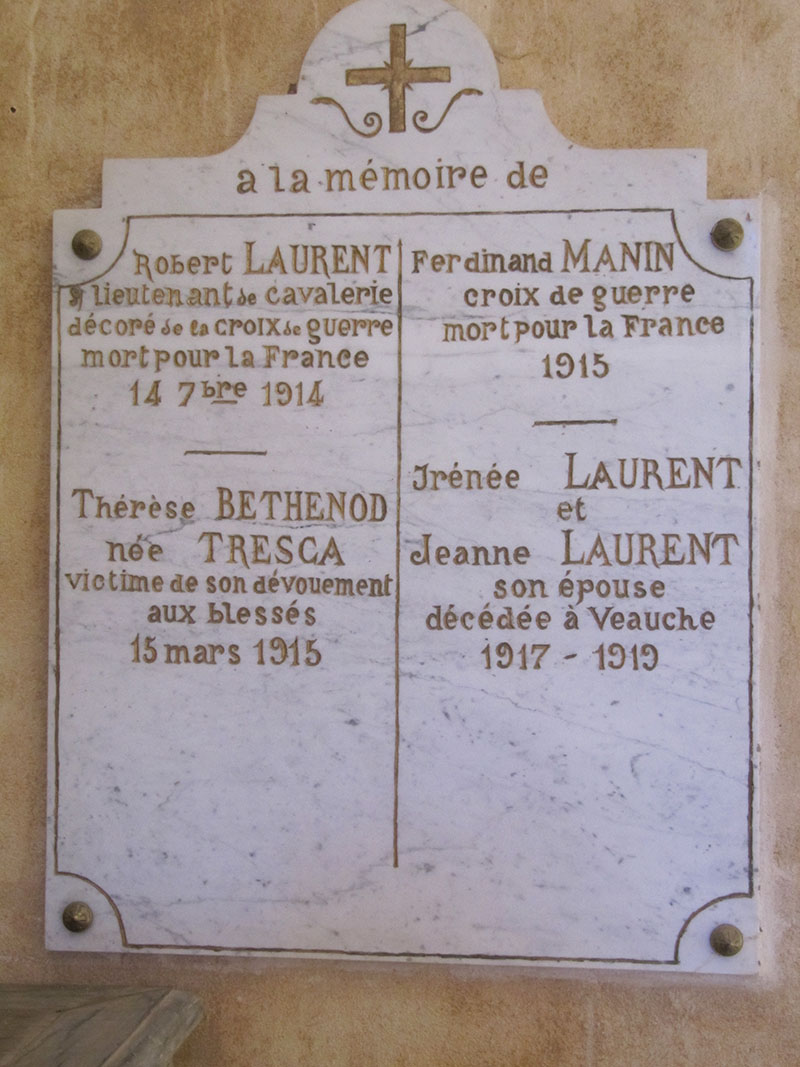 a la mémoire de
Robert LAURENT
s/lieutenant de cavalerie
décoré de la croix de guerre
mort pour la France
14 7bre 1914
Thérèse BETHENOD
née TRESCA
victime de son dévouement
aux blessés
15 mars 1915
Ferdinand MANIN
croix de guerre
mort pour la France
1915
Irénée LAURENT
et
Jeanne LAURENT
son épouse
décédée à Veauche
1917 - 1919